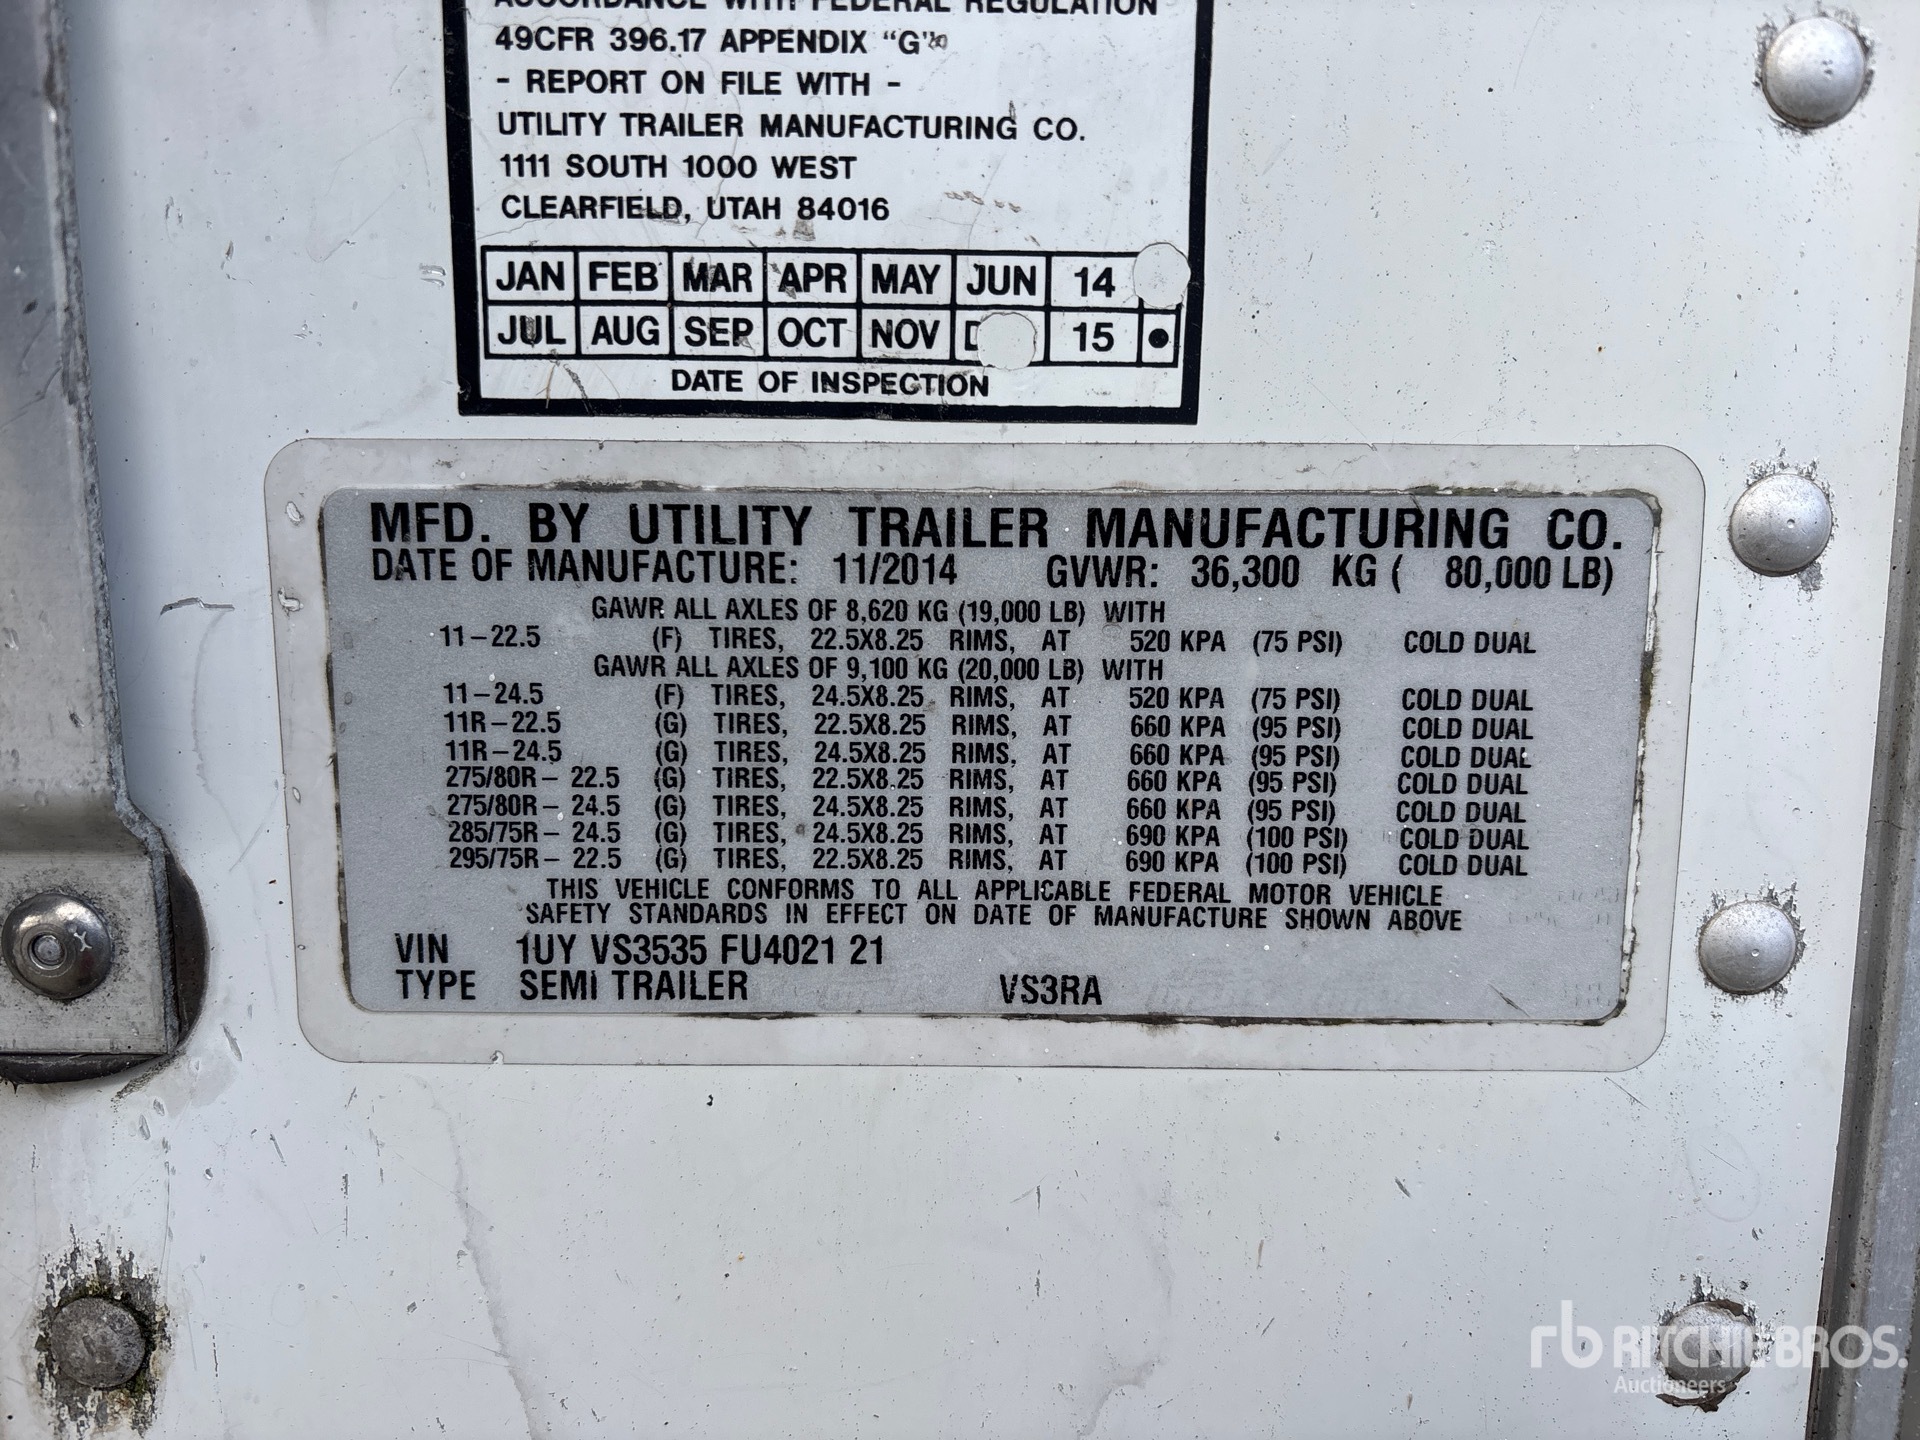 ACCORDANCE WITH FEDERAL REGULATION
49CFR 396.17 APPENDIX "G"
- REPORT ON FILE WITH -
UTILITY TRAILER MANUFACTURING CO.
1111 SOUTH 1000 WEST
CLEARFIELD, UTAH 84016
JAN FEB MAR APR MAY JUN 14
JUL AUG SEP OCT NOV 15 •
DATE OF INSPECTION
MFD. BY UTILITY TRAILER MANUFACTURING CO.
DATE OF MANUFACTURE: 11/2014 GVWR: 36,300 KG ( 80,000 LB)
GAWR ALL AXLES OF 8,620 KG (19,000 LB) WITH
11-22.5 (F) TIRES, 22.5X8.25 RIMS, AT 520 KPA (75 PSI) COLD DUAL
GAWR ALL AXLES OF 9,100 KG (20,000 LB) WITH
11-24.5 (F) TIRES, 24.5X8.25 RIMS, AT 520 KPA (75 PSI) COLD DUAL
11R-22.5 (G) TIRES, 22.5X8.25 RIMS, AT 660 KPA (95 PSI) COLD DUAL
11R-24.5 (G) TIRES, 24.5X8.25 RIMS, AT 660 KPA (95 PSI) COLD DUAL
275/80R- 22.5 (G) TIRES, 22.5X8.25 RIMS, AT 660 KPA (95 PSI) COLD DUAL
275/80R- 24.5 (G) TIRES, 24.5X8.25 RIMS, AT 660 KPA (95 PSI) COLD DUAL
285/75R- 24.5 (G) TIRES, 24.5X8.25 RIMS, AT 690 KPA (100 PSI) COLD DUAL
295/75R- 22.5 (G) TIRES, 22.5X8.25 RIMS, AT 690 KPA (100 PSI) COLD DUAL
THIS VEHICLE CONFORMS TO ALL APPLICABLE FEDERAL MOTOR VEHICLE
SAFETY STANDARDS IN EFFECT ON DATE OF MANUFACTURE SHOWN ABOVE
VIN 1UY VS3535 FU4021 21
TYPE SEMI TRAILER VS3RA
rb RITCHIE BROS.
Auctioneers